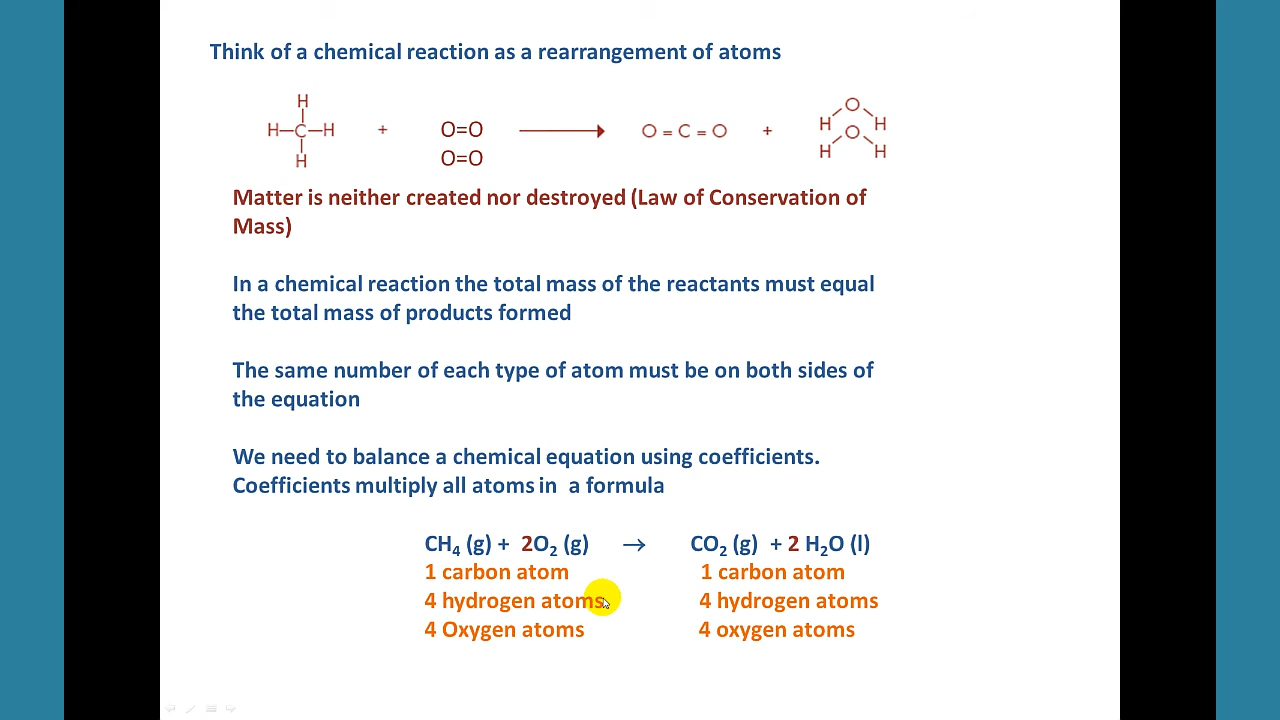 Think of a chemical reaction as a rearrangement of atoms
H
H–C–H + O=O ⟶ O = C = O + O
H H
H O=O O
H H
Matter is neither created nor destroyed (Law of Conservation of
Mass)
In a chemical reaction the total mass of the reactants must equal
the total mass of products formed
The same number of each type of atom must be on both sides of
the equation
We need to balance a chemical equation using coefficients.
Coefficients multiply all atoms in a formula
CH₄ (g) + 2O₂ (g) → CO₂ (g) + 2 H₂O (l)
1 carbon atom 1 carbon atom
4 hydrogen atoms 4 hydrogen atoms
4 Oxygen atoms 4 oxygen atoms